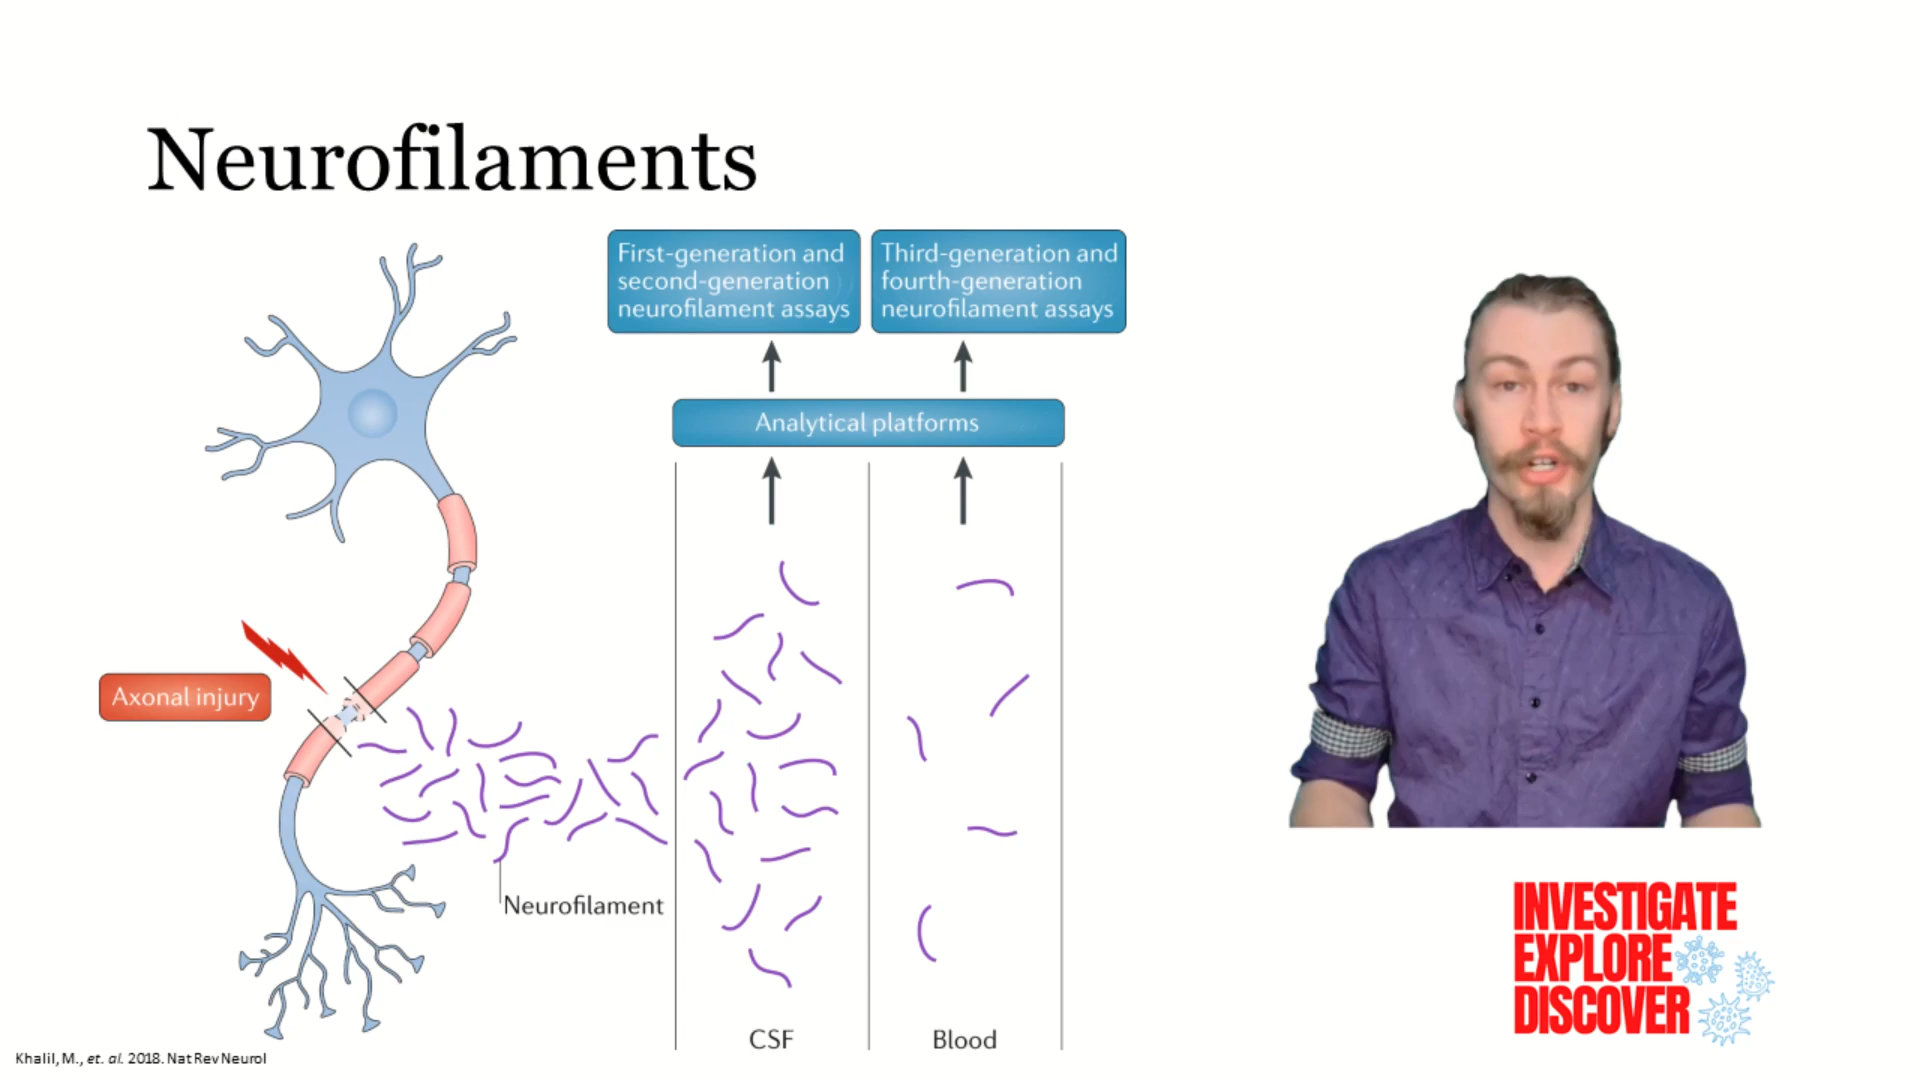 Neurofilaments
First-generation and
second-generation
neurofilament assays
Third-generation and
fourth-generation
neurofilament assays
Analytical platforms
Axonal injury
Neurofilament
CSF
Blood
INVESTIGATE
EXPLORE
DISCOVER
Khalil, M., et. al. 2018. Nat Rev Neurol